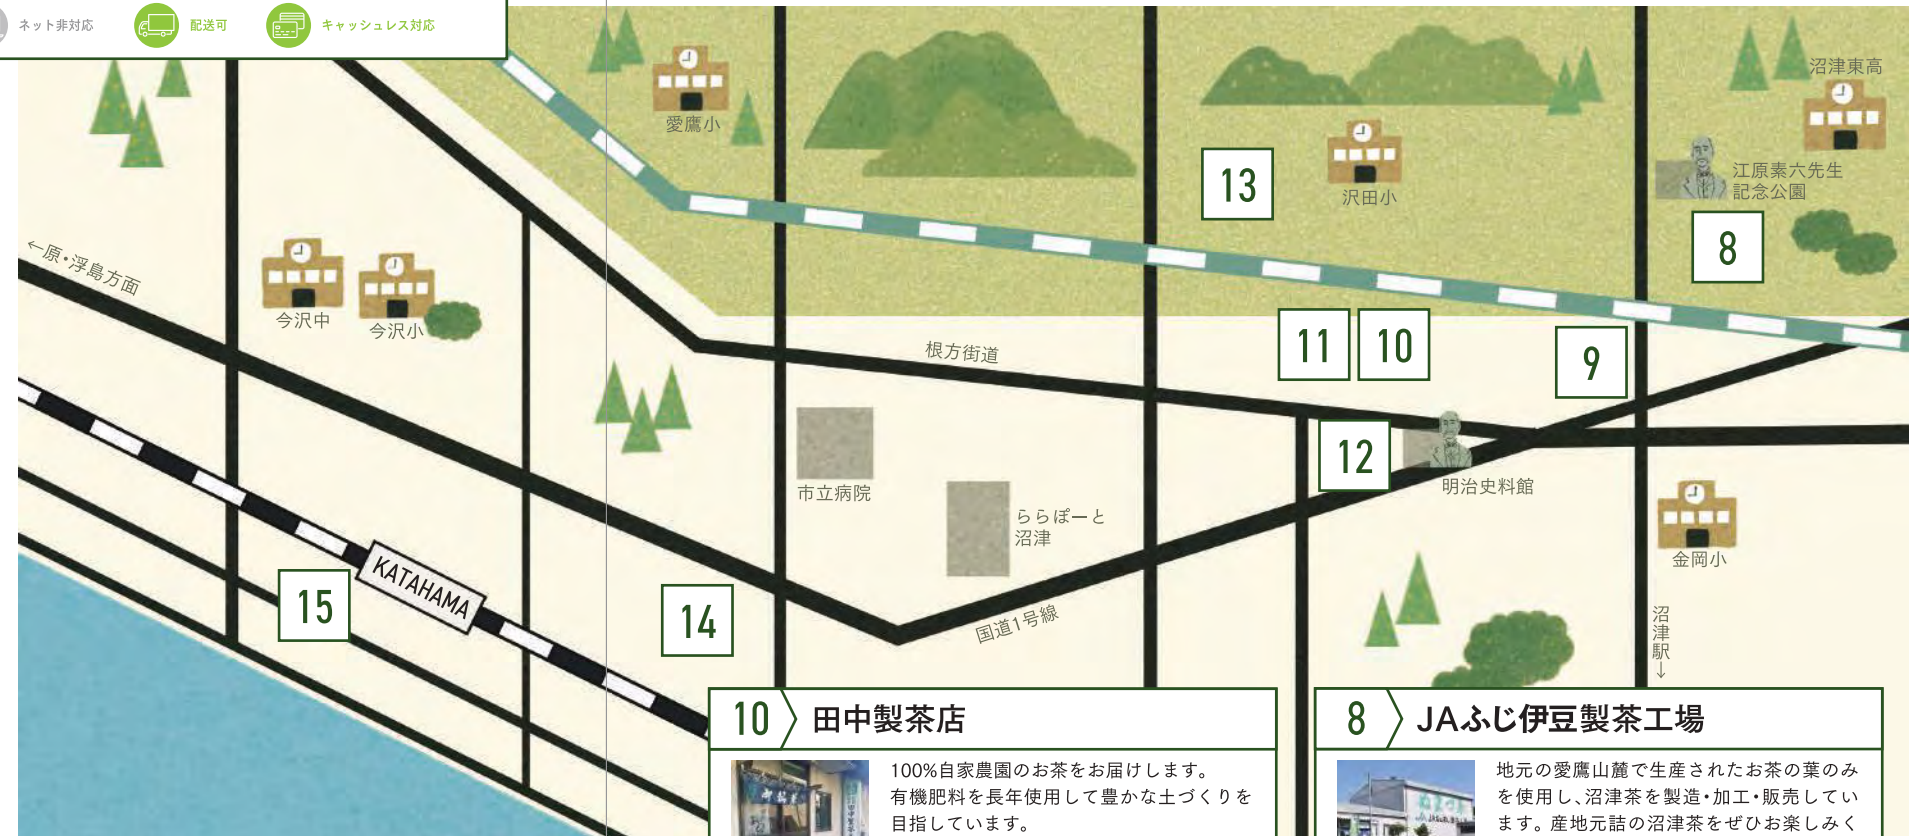 ネット非対応
配送可
キャッシュレス対応
愛鷹小
沼津東高
沢田小
江原素六先生
記念公園
13
8
←原・浮島方面
今沢中
今沢小
根方街道
11
10
9
12
市立病院
明治史料館
ららぽーと
沼津
金岡小
KATAHAMA
15
14
国道1号線
沼津駅→
10
田中製茶店
100%自家農園のお茶をお届けします。
有機肥料を長年使用して豊かな土づくりを
目指しています。
8
JAふじ伊豆製茶工場
地元の愛鷹山麓で生産されたお茶の葉のみ
を使用し、沼津茶を製造・加工・販売してい
ます。産地元詰の沼津茶をぜひお楽しみく